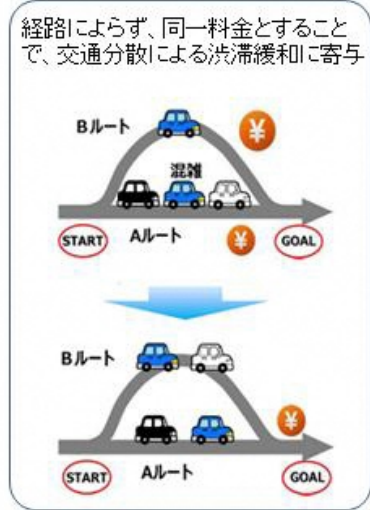 経路によらず、同一料金とすること
で、交通分散による渋滞緩和に寄与
Bルート
¥
混雑
START
Aルート
¥
GOAL
Bルート
¥
START
Aルート
GOAL